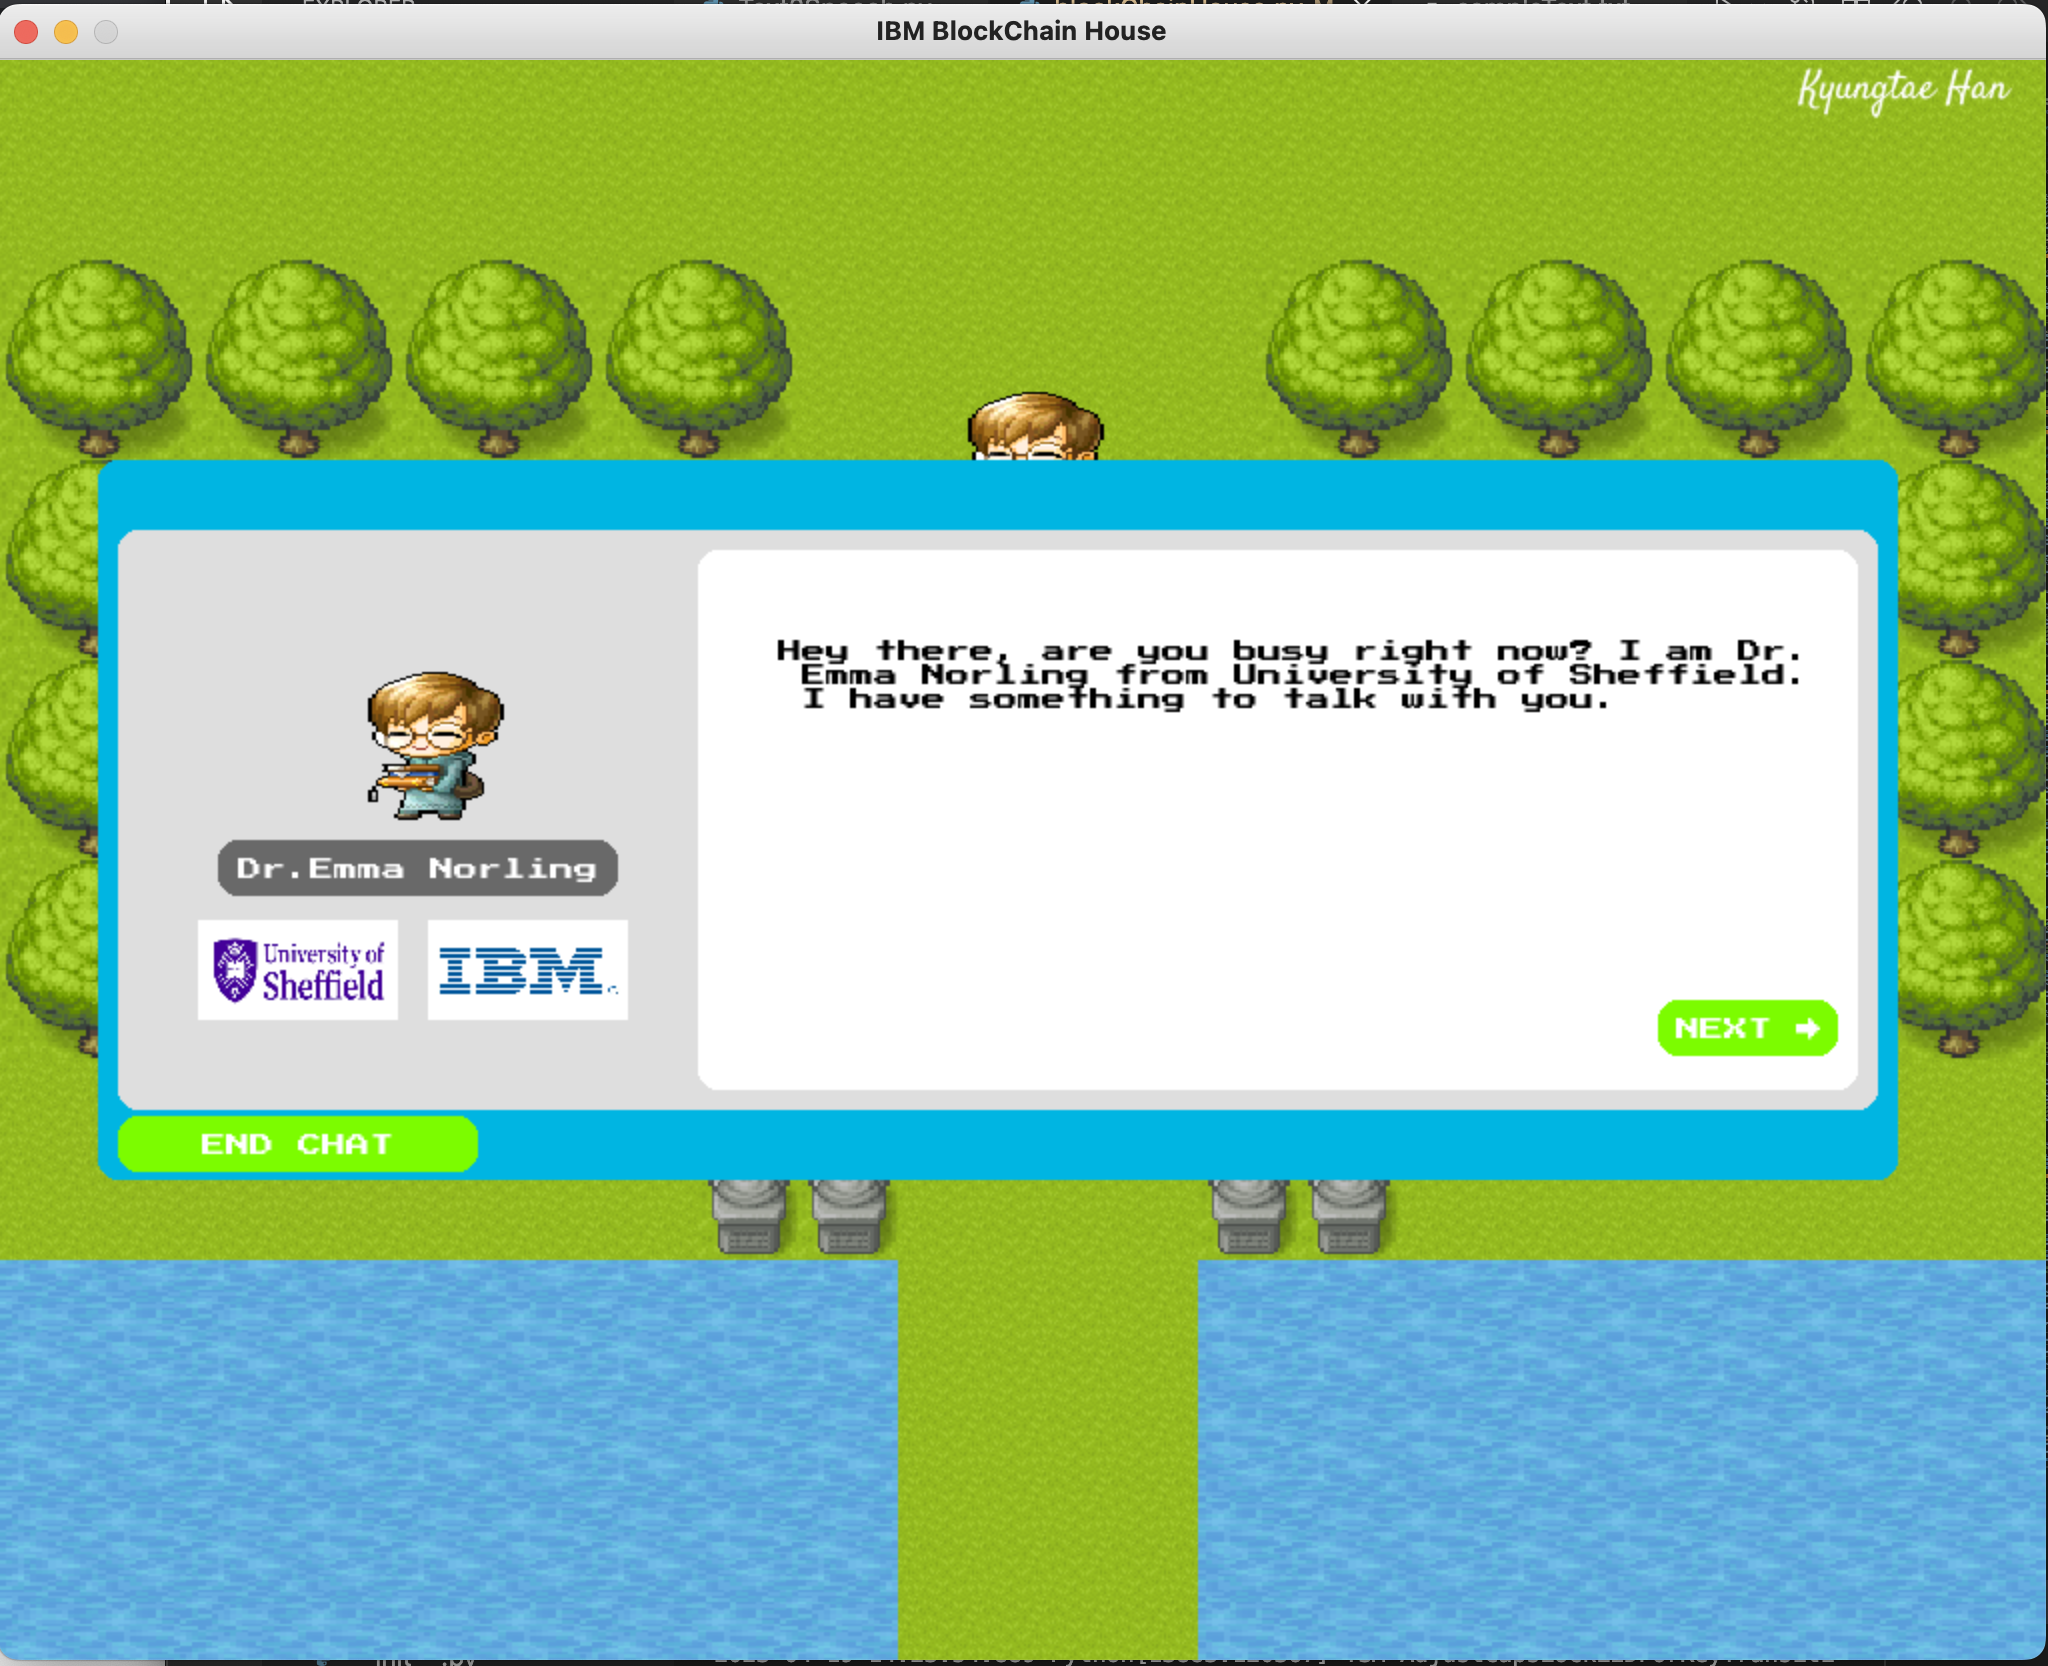 EXPLORER
IBM BlockChain House
Kyungtae Han
Hey there, are you busy right now? I am Dr.
Emma Norling from University of Sheffield.
I have something to talk with you.
Dr.Emma Norling
University of
Sheffield
IBM
NEXT
END CHAT